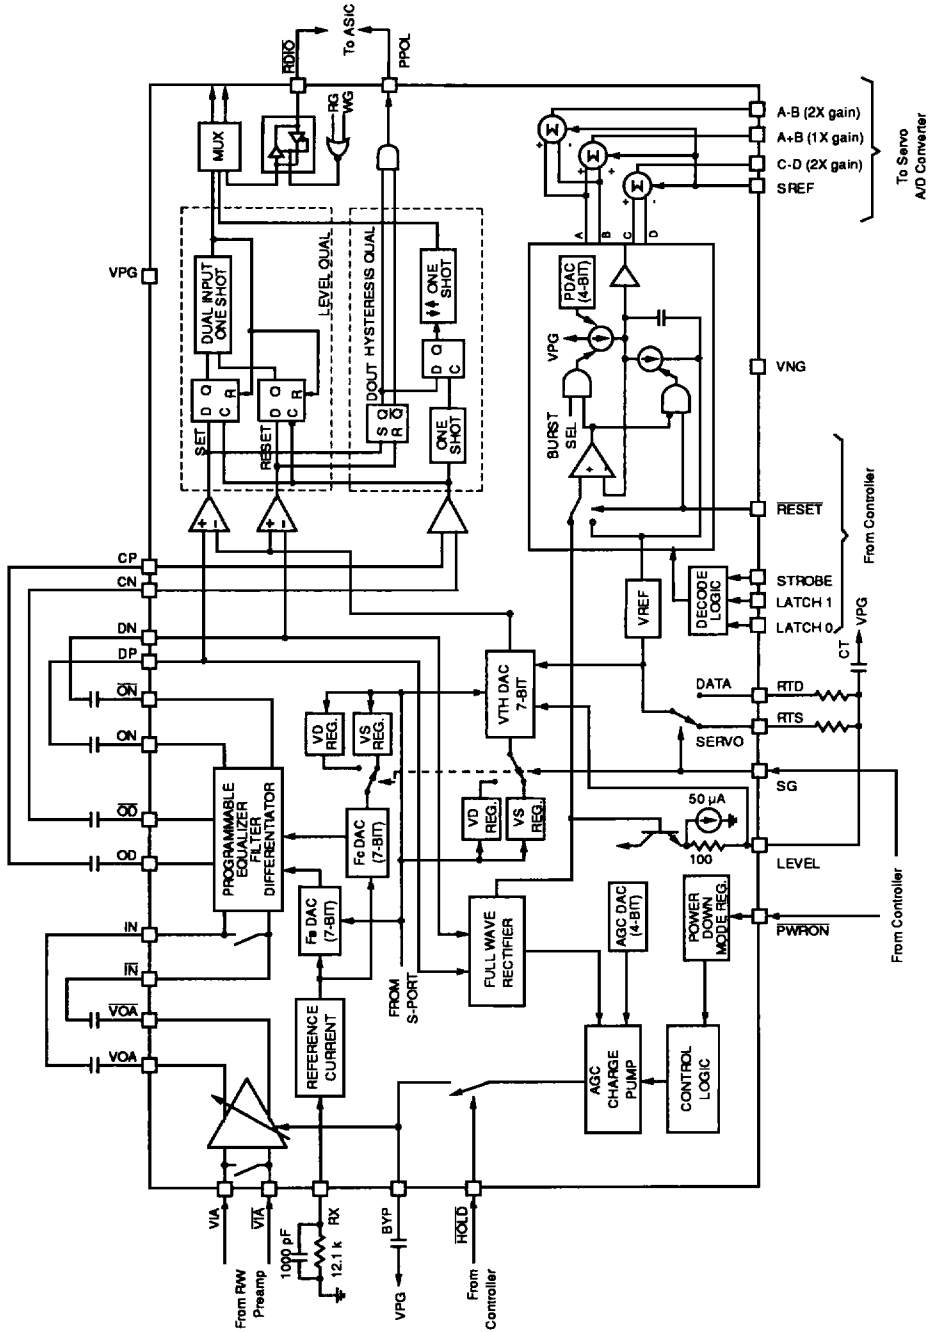 RDIO
To ASIC
PPOL
RG
WG
MUX
VPG
DUAL INPUT
ONE SHOT
LEVEL QUAL
D Q
C R
D Q
C R
SET
RESET
DOUT
HYSTERESIS QUAL
ONE
SHOT
D Q
C
S Q
R Q
ONE
SHOT
A-B (2X gain)
A+B (1X gain)
C-D (2X gain)
SREF
To Servo
A/D Converter
A
B
C
D
PDAC
(4-BIT)
VPG
BURST
SEL
VNG
RESET
STROBE
LATCH 1
LATCH 0
From Controller
DECODE
LOGIC
VREF
VPG
CT
CP
CN
DN
DP
ON
ON
OD
OD
IN
IN
VOA
VOA
PROGRAMMABLE
EQUALIZER
FILTER
DIFFERENTIATOR
VD
REG.
VS
REG.
VTH DAC
7-BIT
DATA
SERVO
RTD
RTS
SG
Fc DAC
(7-BIT)
FB DAC
(7-BIT)
VD
REG.
VS
REG.
50 µA
100
LEVEL
PWRON
From Controller
REFERENCE
CURRENT
FROM
S-PORT
FULL WAVE
RECTIFIER
AGC DAC
(4-BIT)
POWER
DOWN
MODE REG.
AGC
CHARGE
PUMP
CONTROL
LOGIC
VIA
VIA
From R/W
Preamp
RX
1000 pF
12.1 k
BYP
VPG
HOLD
From
Controller